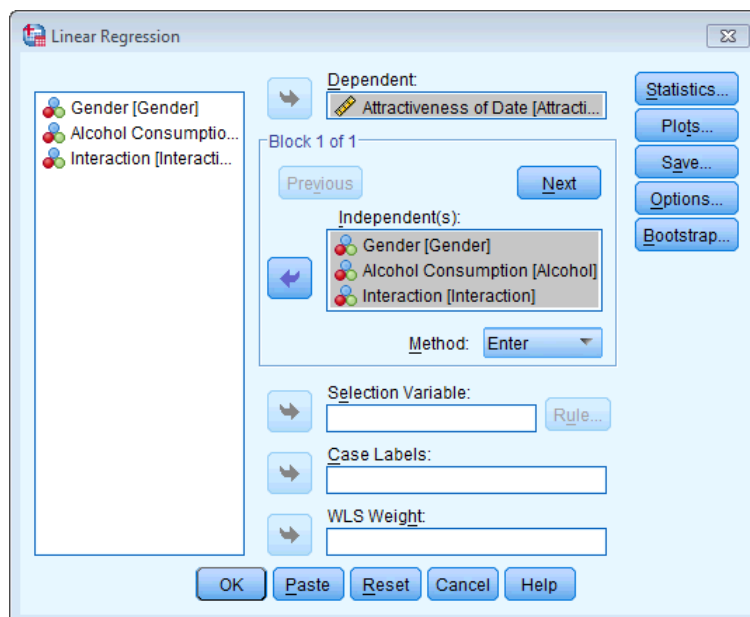 Linear Regression
Gender [Gender]
Alcohol Consumptio...
Interaction [Interacti...
Dependent:
Attractiveness of Date [Attracti...
Block 1 of 1
Previous
Next
Independent(s):
Gender [Gender]
Alcohol Consumption [Alcohol]
Interaction [Interaction]
Method:
Enter
Selection Variable:
Rule...
Case Labels:
WLS Weight:
Statistics...
Plots...
Save...
Options...
Bootstrap...
OK
Paste
Reset
Cancel
Help